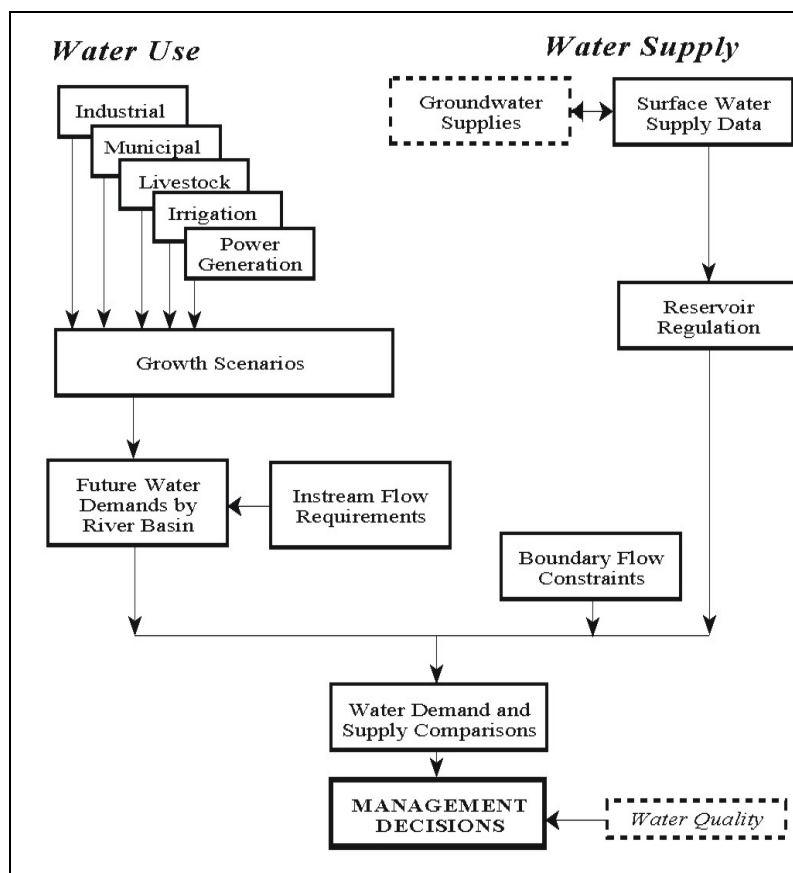 Water Use
Water Supply
Industrial
Municipal
Livestock
Irrigation
Power
Generation
Groundwater
Supplies
Surface Water
Supply Data
Reservoir
Regulation
Growth Scenarios
Future Water
Demands by
River Basin
Instream Flow
Requirements
Boundary Flow
Constraints
Water Demand and
Supply Comparisons
MANAGEMENT
DECISIONS
Water Quality